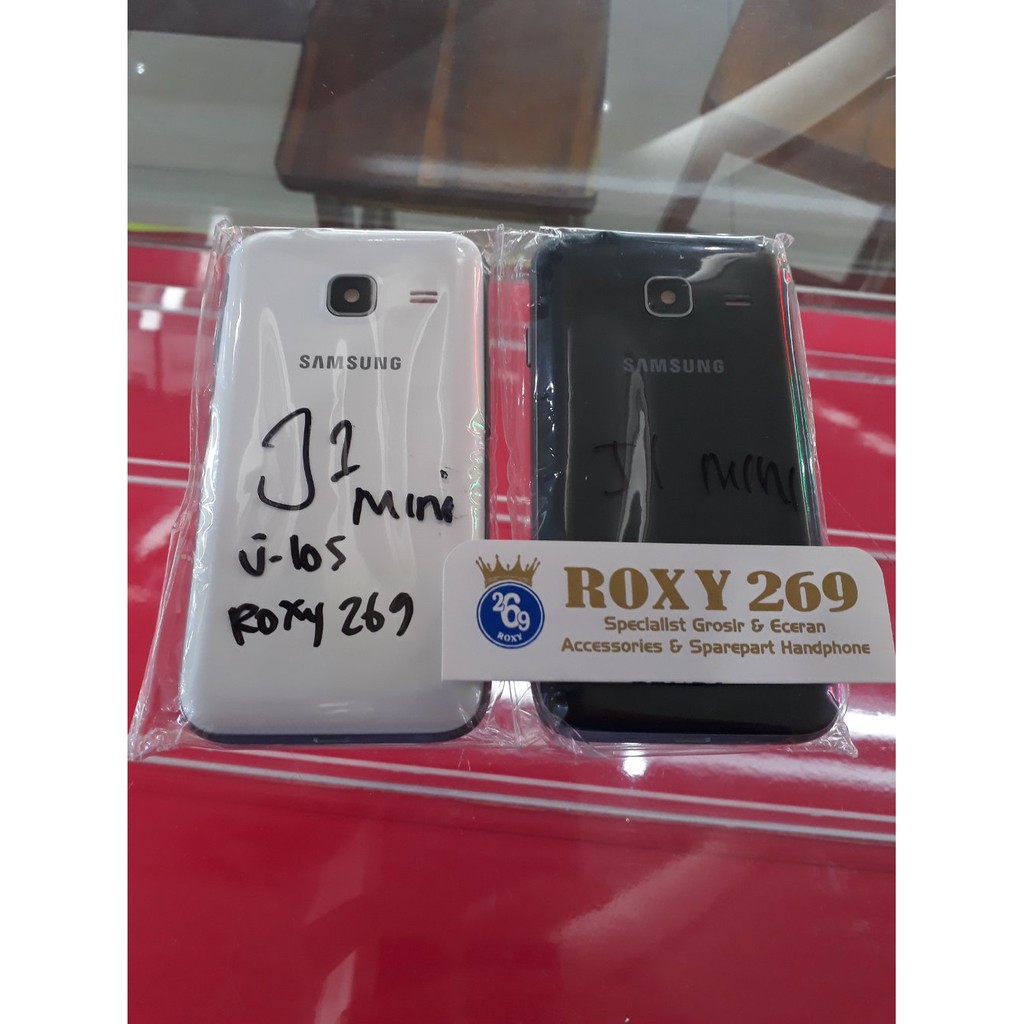 SAMSUNG
J1
mini
J-105
Roxy 269
SAMSUNG
J1 mini
269
ROXY
ROXY 269
Specialist Grosir & Eceran
Accessories & Sparepart Handphone